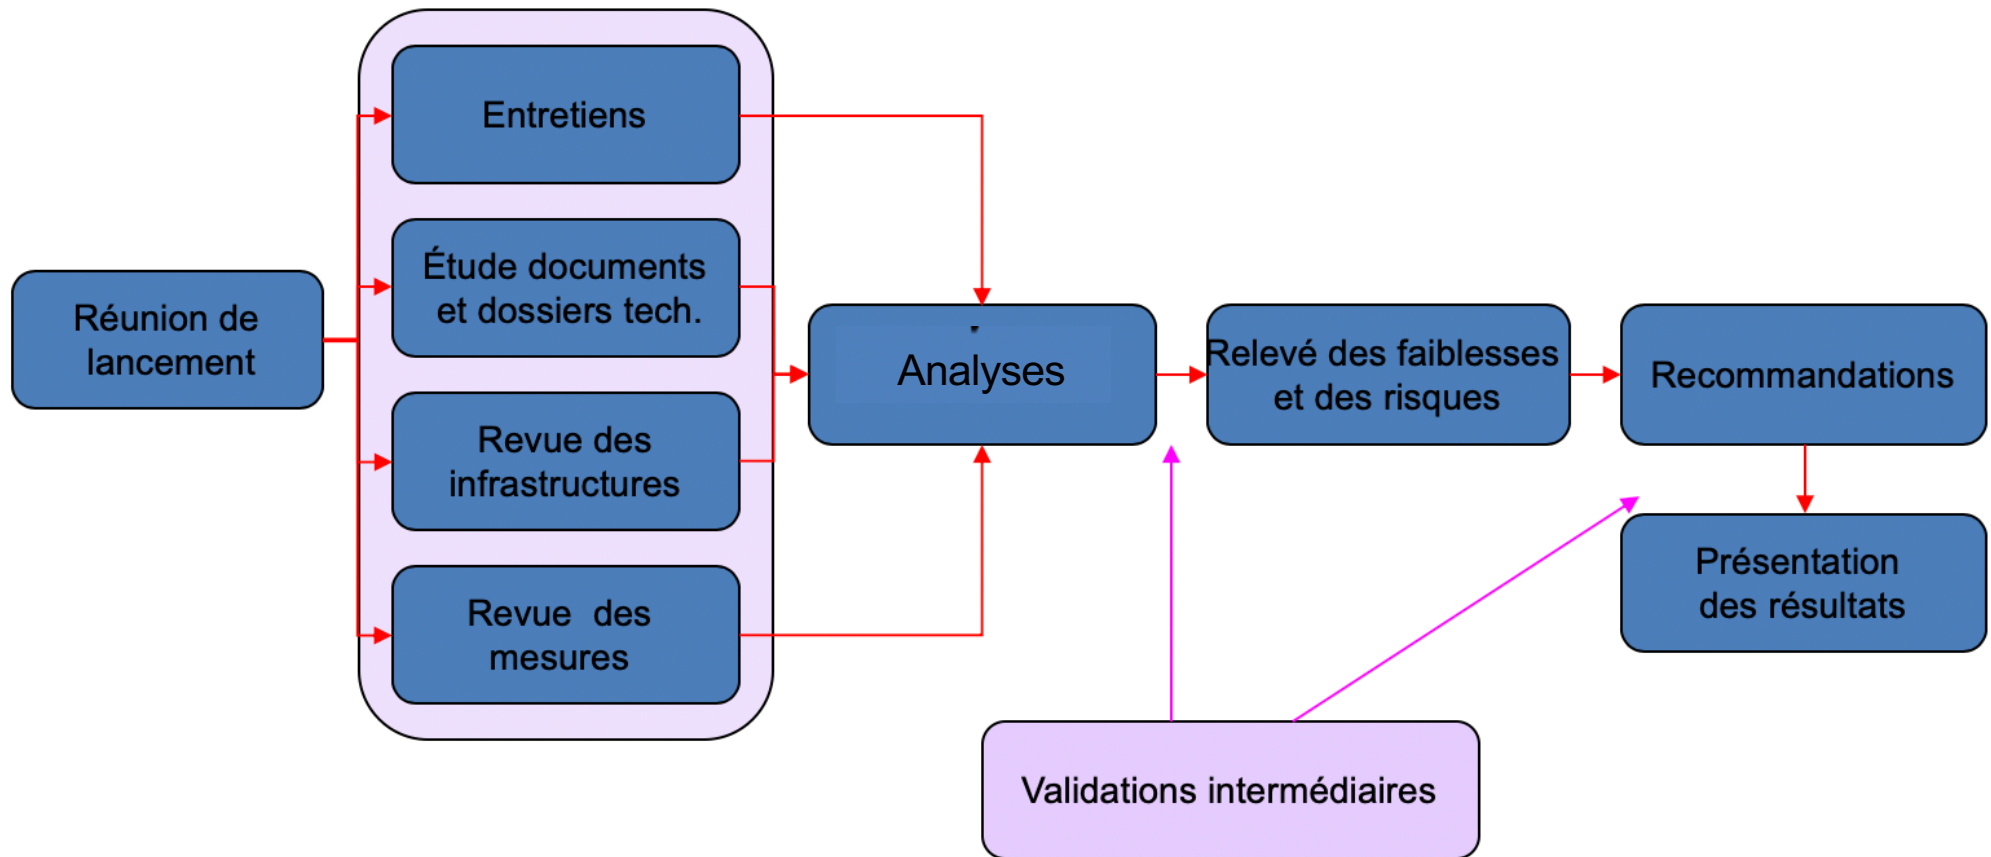 Entretiens
Étude documents
et dossiers tech.
Réunion de
lancement
Revue des
infrastructures
Revue des
mesures
Analyses
Relevé des faiblesses
et des risques
Recommandations
Présentation
des résultats
Validations intermédiaires